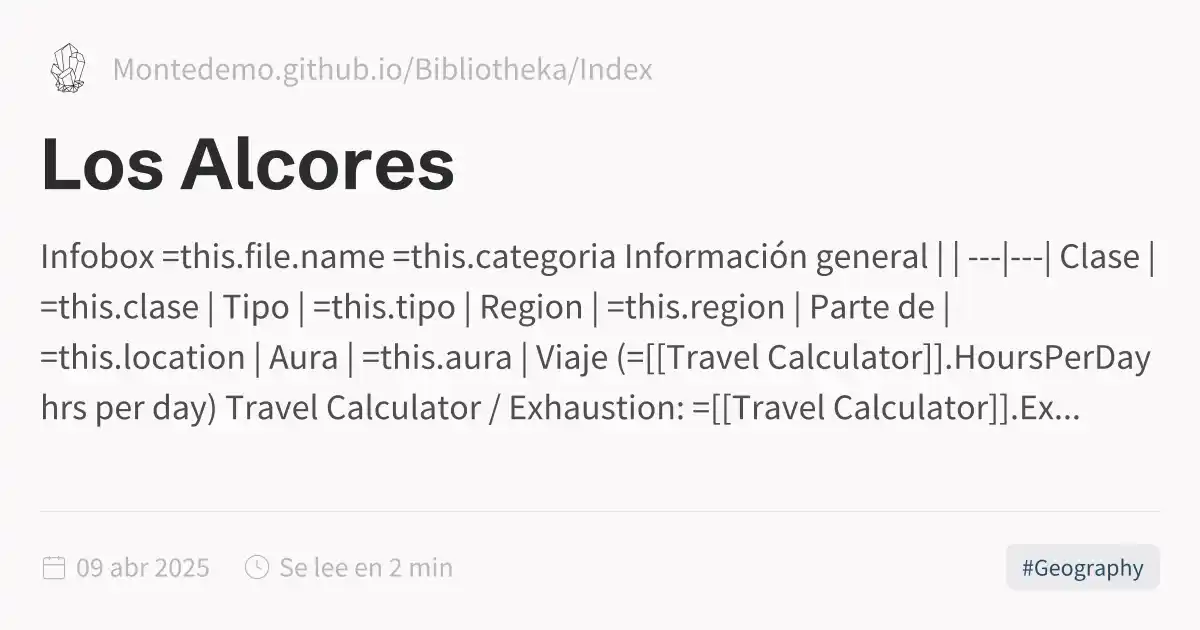 Montedemo.github.io/Bibliotheka/Index
Los Alcores
Infobox =this.file.name =this.categoria Información general | | ---|---| Clase |
=this.clase | Tipo | =this.tipo | Region | =this.region | Parte de |
=this.location | Aura | =this.aura | Viaje (=[[Travel Calculator]].HoursPerDay
hrs per day) Travel Calculator / Exhaustion: =[[Travel Calculator]].Ex...
09 abr 2025 Se lee en 2 min #Geography